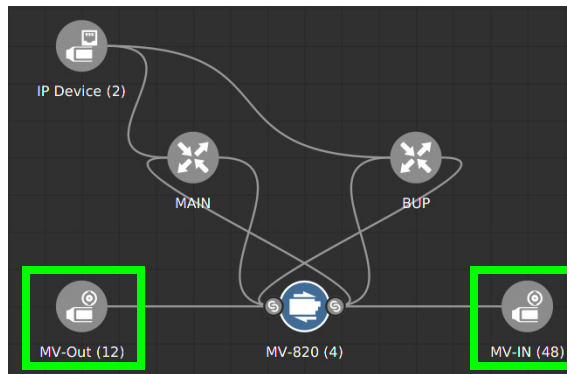 IP Device (2)
MAIN
BUP
MV-Out (12)
MV-820 (4)
MV-IN (48)